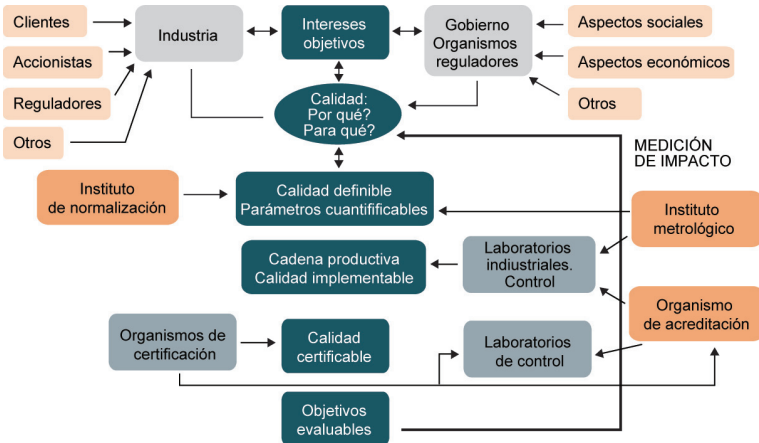 Clientes
Accionistas
Reguladores
Otros
Industria
Intereses
objetivos
Gobierno
Organismos
reguladores
Aspectos sociales
Aspectos económicos
Otros
Calidad:
Por qué?
Para qué?
MEDICIÓN
DE IMPACTO
Instituto
de normalización
Calidad definible
Parámetros cuantifificables
Instituto
metrológico
Cadena productiva
Calidad implementable
Laboratorios
industriales.
Control
Organismo
de acreditación
Organismos de
certificación
Calidad
certificable
Laboratorios
de control
Objetivos
evaluables